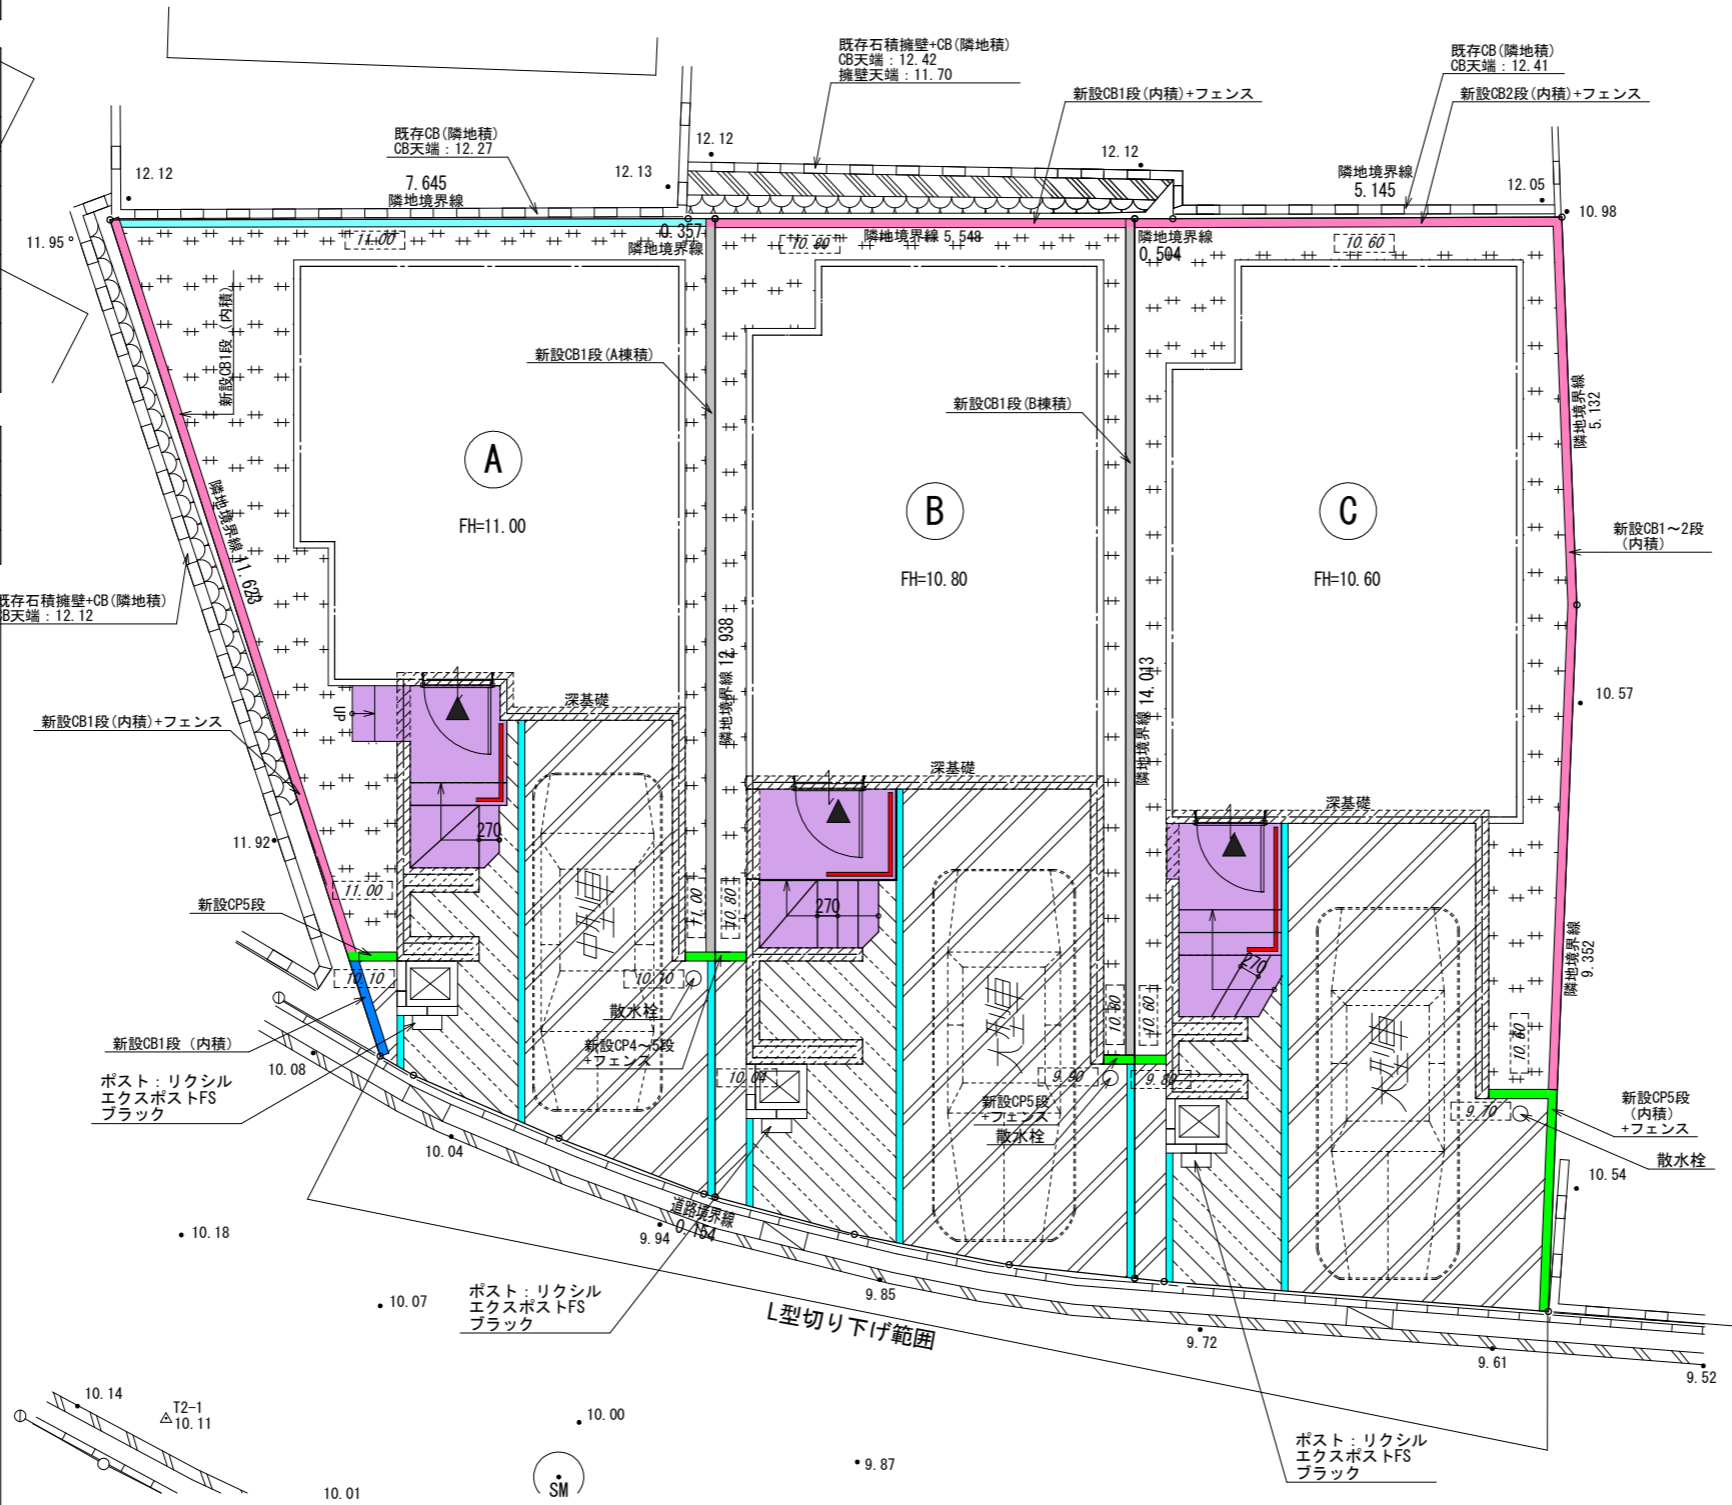 既存石積擁壁+CB(隣地積)
CB天端：12.42
擁壁天端：11.70
既存CB(隣地積)
CB天端：12.41
新設CB1段(内積)+フェンス
新設CB2段(内積)+フェンス
既存CB(隣地積)
CB天端：12.27
12.12
12.13
12.12
12.12
12.05
10.98
7.645
隣地境界線
隣地境界線
5.145
11.95
11.00
0.357
隣地境界線
10.80
隣地境界線 5.548
隣地境界線
0.504
10.60
新設CB1段(内積)
新設CB1段(A棟積)
新設CB1段(B棟積)
隣地境界線
5.132
A
FH=11.00
B
FH=10.80
C
FH=10.60
隣地境界線 11.623
新設CB1～2段
(内積)
既存石積擁壁+CB(隣地積)
CB天端：12.12
隣地境界線 12.938
隣地境界線 14.043
10.57
新設CB1段(内積)+フェンス
UP
深基礎
深基礎
深基礎
11.92
270
270
270
11.00
11.00
10.80
新設CP5段
中型車
大型車
大型車
隣地境界線
9.352
10.10
10.10
散水栓
10.80
10.60
10.60
新設CB1段（内積）
新設CP4～5段
+フェンス
10.08
10.04
9.90
9.80
9.70
新設CP5段
+フェンス
散水栓
新設CP5段
(内積)
+フェンス
散水栓
ポスト：リクシル
エクスポストFS
ブラック
10.04
10.54
10.18
道路境界線
0.154
9.94
9.85
10.07
ポスト：リクシル
エクスポストFS
ブラック
L型切り下げ範囲
9.72
9.61
9.52
10.14
T2-1
10.11
10.00
ポスト：リクシル
エクスポストFS
ブラック
9.87
SM
10.01